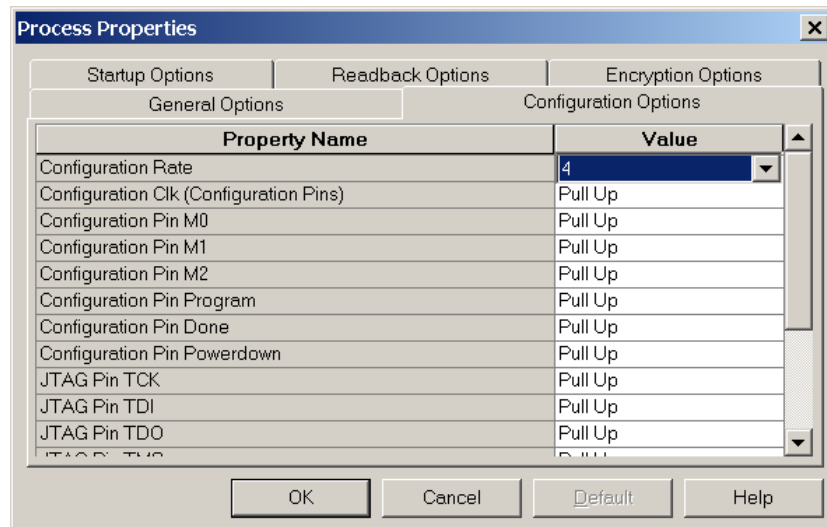 Process Properties
Startup Options Readback Options Encryption Options
General Options Configuration Options
Property Name Value
Configuration Rate 4
Configuration Clk (Configuration Pins) Pull Up
Configuration Pin M0 Pull Up
Configuration Pin M1 Pull Up
Configuration Pin M2 Pull Up
Configuration Pin Program Pull Up
Configuration Pin Done Pull Up
Configuration Pin Powerdown Pull Up
JTAG Pin TCK Pull Up
JTAG Pin TDI Pull Up
JTAG Pin TDO Pull Up
OK Cancel Default Help